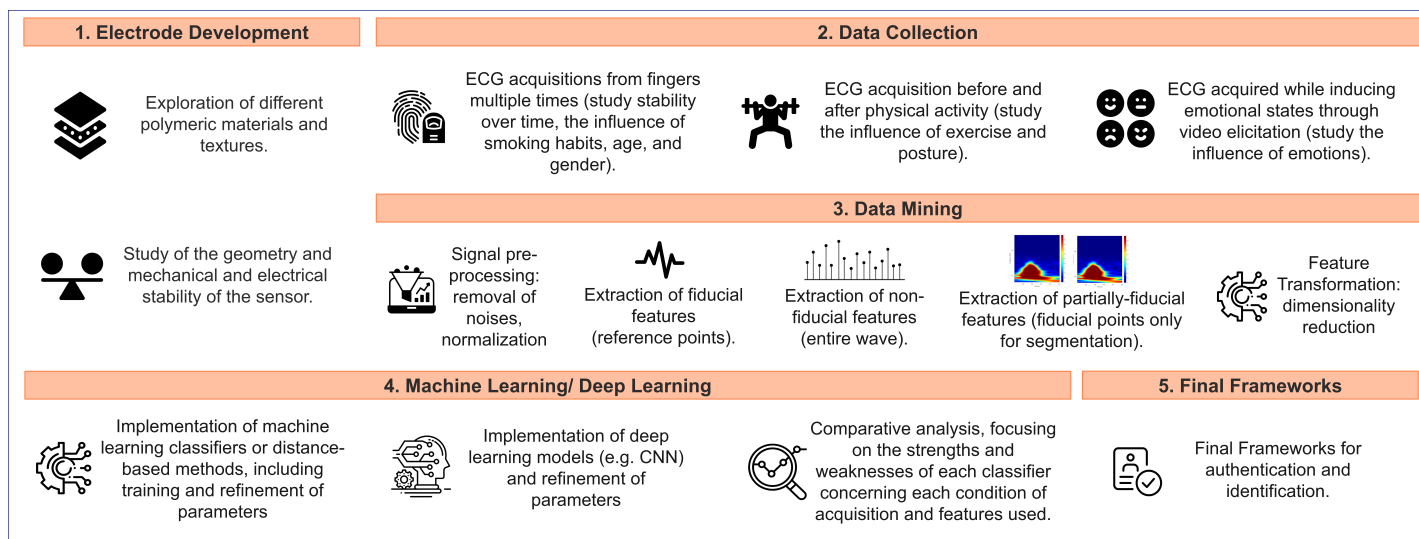 1. Electrode Development
Exploration of different
polymeric materials and
textures.
Study of the geometry and
mechanical and electrical
stability of the sensor.
2. Data Collection
ECG acquisitions from fingers
multiple times (study stability
over time, the influence of
smoking habits, age, and
gender).
ECG acquisition before and
after physical activity (study
the influence of exercise and
posture).
ECG acquired while inducing
emotional states through
video elicitation (study the
influence of emotions).
3. Data Mining
Signal pre-
processing:
removal of
noises,
normalization
Extraction of fiducial
features
(reference points).
Extraction of non-
fiducial features
(entire wave).
Extraction of partially-fiducial
features (fiducial points only
for segmentation).
Feature
Transformation:
dimensionality
reduction
4. Machine Learning/ Deep Learning
Implementation of machine
learning classifiers or distance-
based methods, including
training and refinement of
parameters
Implementation of deep
learning models (e.g. CNN)
and refinement of
parameters
Comparative analysis, focusing
on the strengths and
weaknesses of each classifier
concerning each condition of
acquisition and features used.
5. Final Frameworks
Final Frameworks for
authentication and
identification.